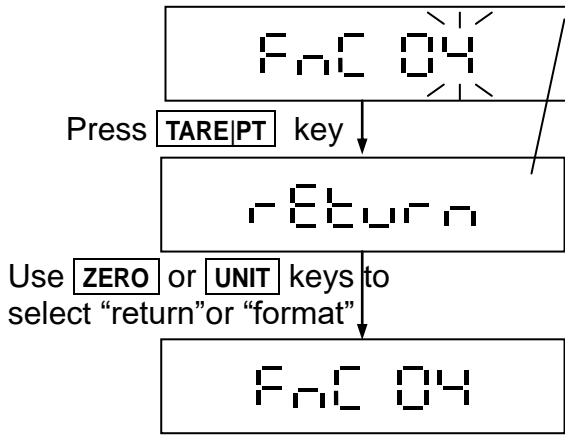 FnC 04
Press TARE|PT key
rEturn
Use ZERO or UNIT keys to
select “return”or “format”
FnC 04